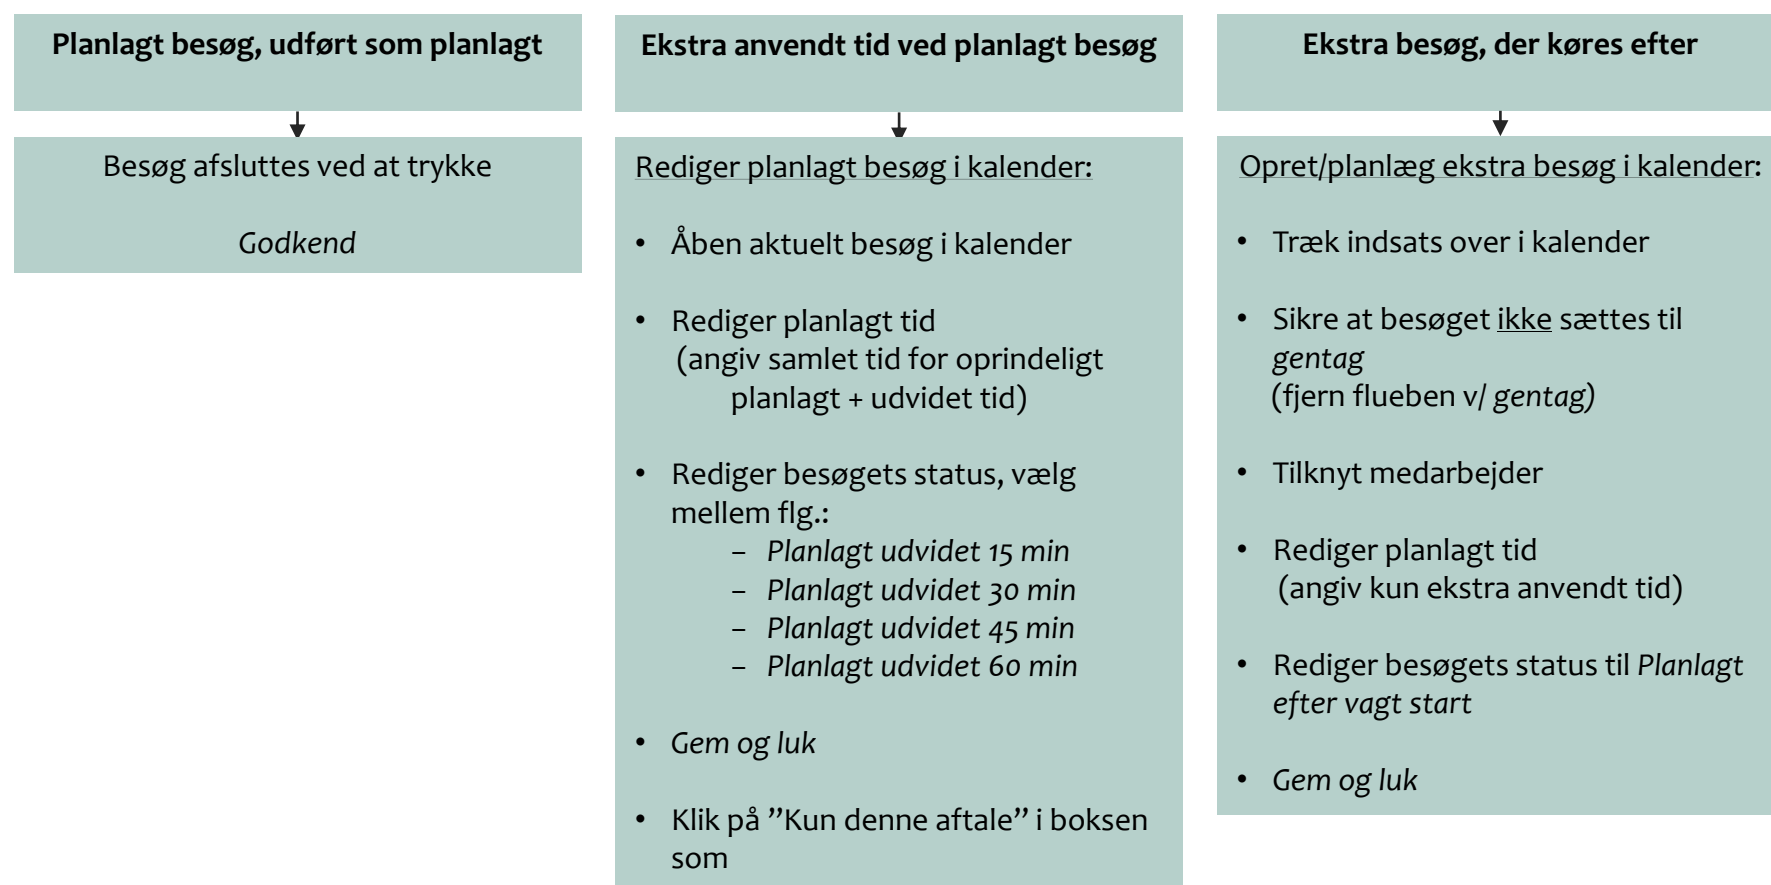 Planlagt besøg, udført som planlagt
Besøg afsluttes ved at trykke
Godkend
Ekstra anvendt tid ved planlagt besøg
Rediger planlagt besøg i kalender:
• Åben aktuelt besøg i kalender
• Rediger planlagt tid
(angiv samlet tid for oprindeligt
planlagt + udvidet tid)
• Rediger besøgets status, vælg
mellem flg.:
– Planlagt udvidet 15 min
– Planlagt udvidet 30 min
– Planlagt udvidet 45 min
– Planlagt udvidet 60 min
• Gem og luk
• Klik på ”Kun denne aftale” i boksen
som
Ekstra besøg, der køres efter
Opret/planlæg ekstra besøg i kalender:
• Træk indsats over i kalender
• Sikre at besøget ikke sættes til
gentag
(fjern flueben v/ gentag)
• Tilknyt medarbejder
• Rediger planlagt tid
(angiv kun ekstra anvendt tid)
• Rediger besøgets status til Planlagt
efter vagt start
• Gem og luk